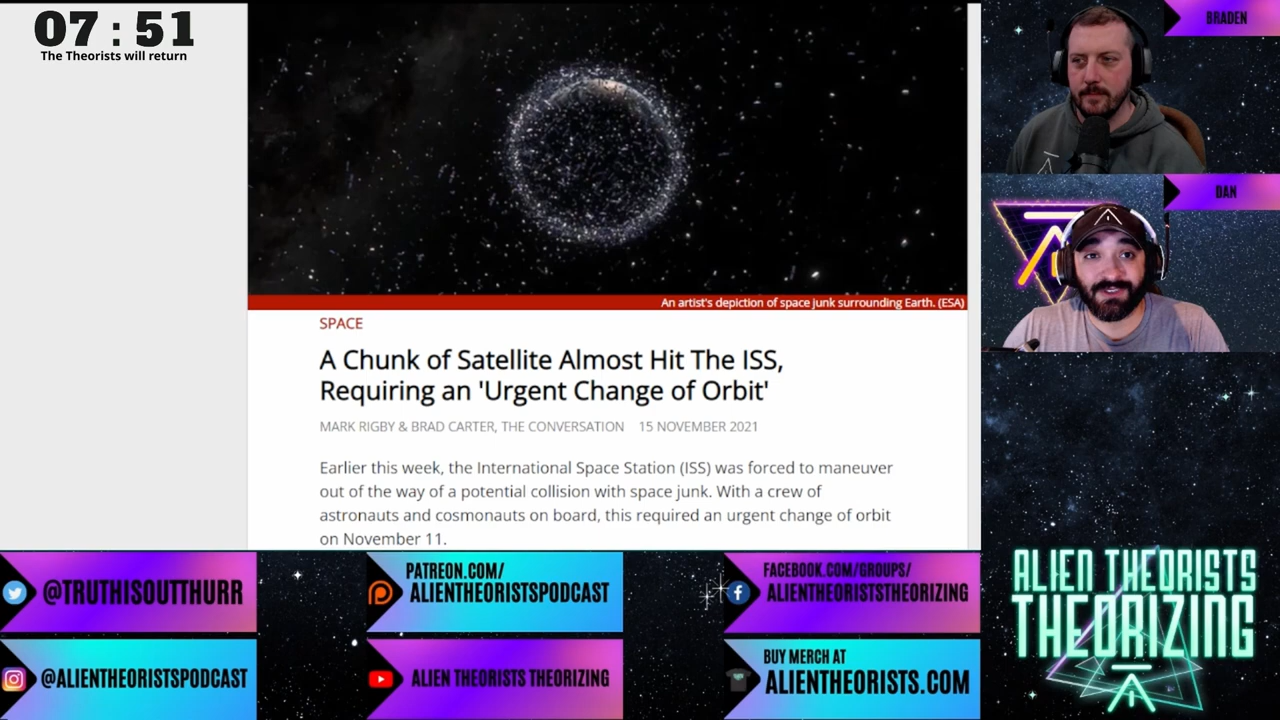 07 : 51
The Theorists will return
BRADEN
DAN
An artist's depiction of space junk surrounding Earth. (ESA)
SPACE
A Chunk of Satellite Almost Hit The ISS,
Requiring an 'Urgent Change of Orbit'
MARK RIGBY & BRAD CARTER, THE CONVERSATION 15 NOVEMBER 2021
Earlier this week, the International Space Station (ISS) was forced to maneuver
out of the way of a potential collision with space junk. With a crew of
astronauts and cosmonauts on board, this required an urgent change of orbit
on November 11.
@TRUTHISOUTTHURR
PATREON.COM/
ALIENTHEORISTSPODCAST
FACEBOOK.COM/GROUPS/
ALIENTHEORISTSTHEORIZING
@ALIENTHEORISTSPODCAST
ALIEN THEORISTS THEORIZING
BUY MERCH AT
ALIENTHEORISTS.COM
ALIEN THEORISTS
THEORIZING